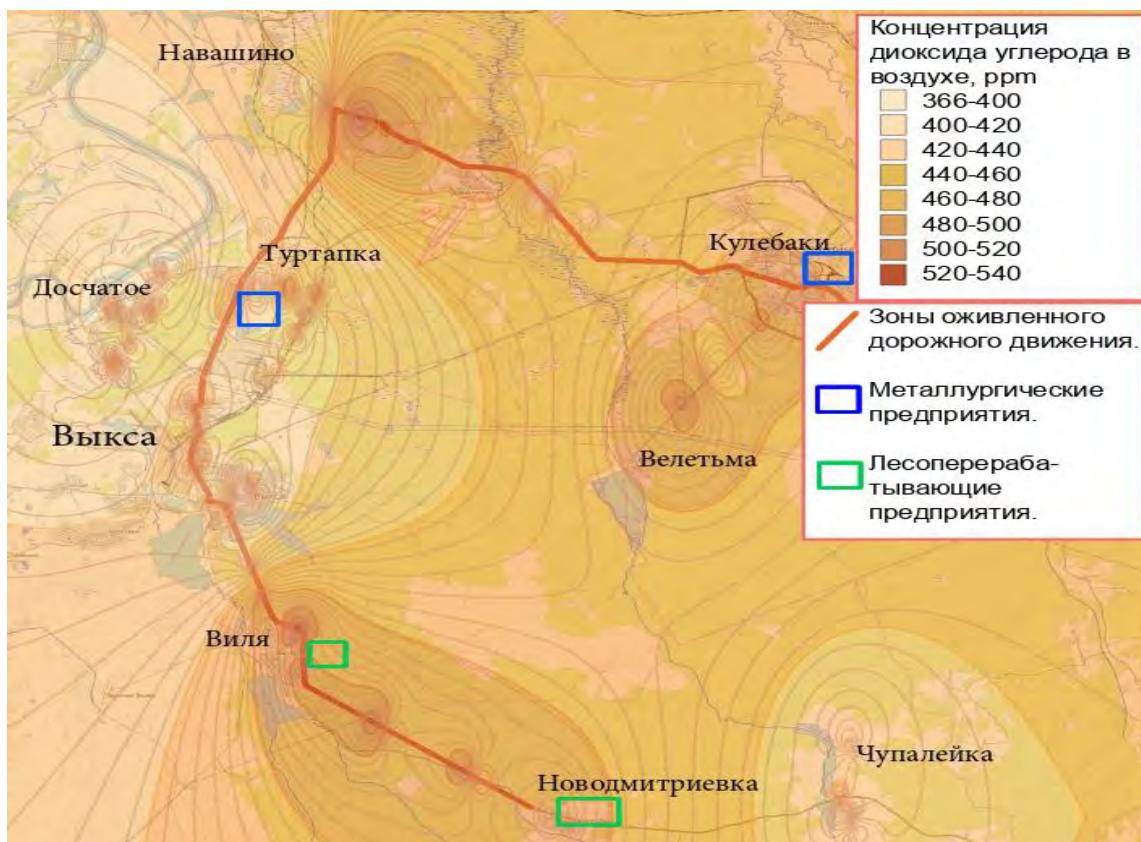 Навашино
Туртапка
Досчатое
Выкса
Кулебаки
Велетьма
Виля
Новодмитриевка
Чупалейка
Концентрация
диоксида углерода в
воздухе, ppm
366-400
400-420
420-440
440-460
460-480
480-500
500-520
520-540
Зоны оживленного
дорожного движения.
Металлургические
предприятия.
Лесоперераба-
тывающие
предприятия.